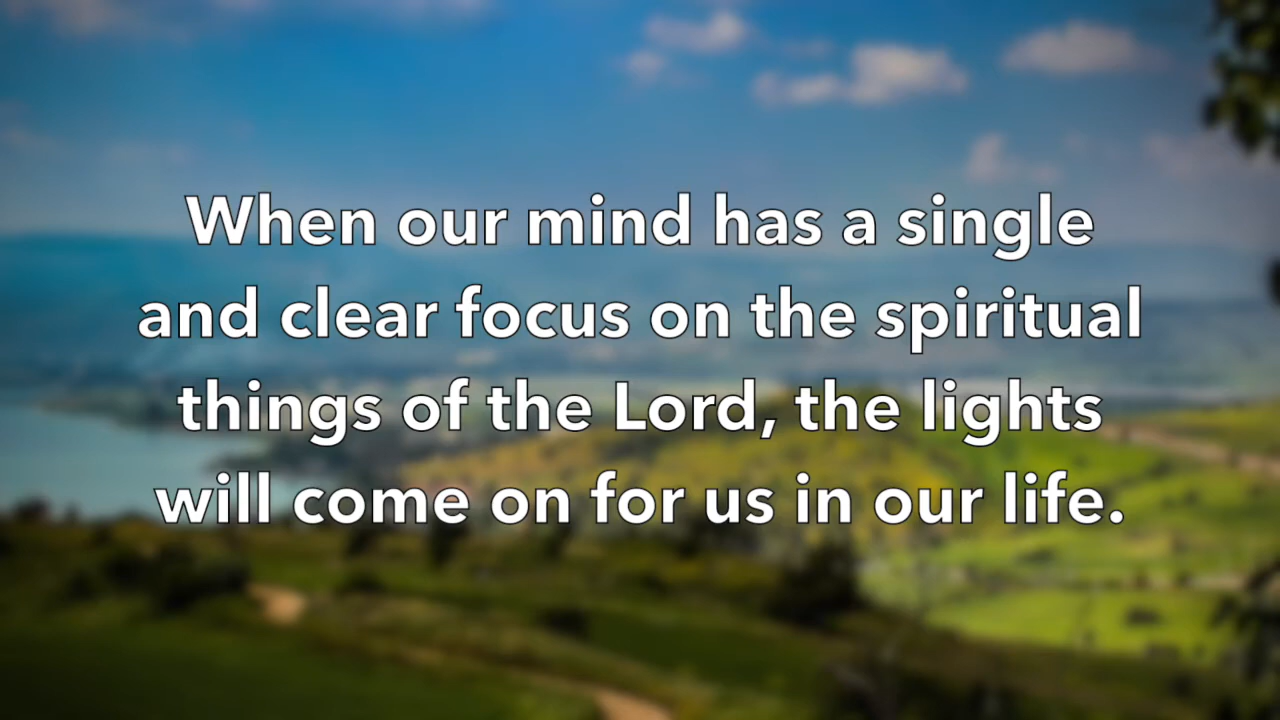 When our mind has a single
and clear focus on the spiritual
things of the Lord, the lights
will come on for us in our life.